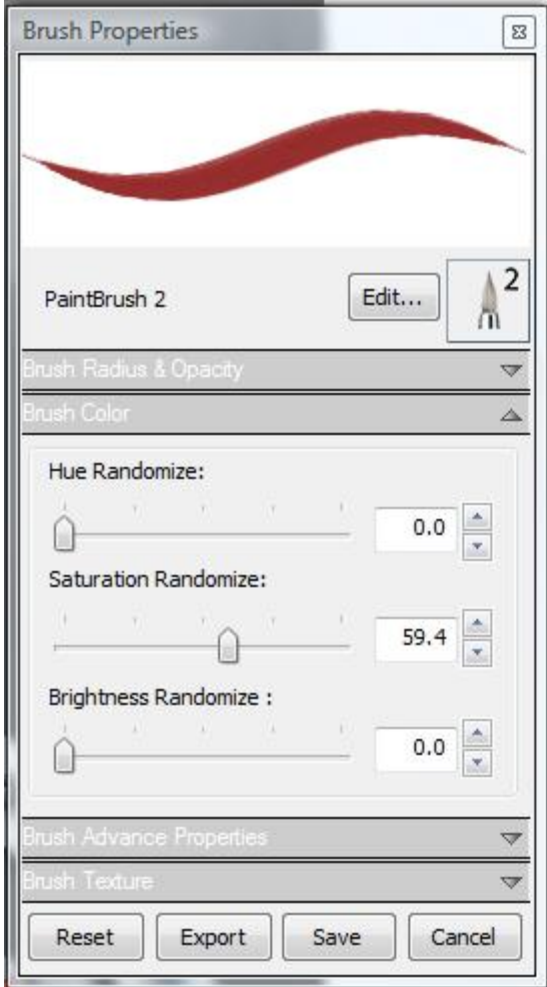 Brush Properties
2
PaintBrush 2
Edit...
Brush Radius & Opacity
Brush Color
Hue Randomize:
0.0
Saturation Randomize:
59.4
Brightness Randomize :
0.0
Brush Advance Properties
Brush Texture
Reset Export Save Cancel